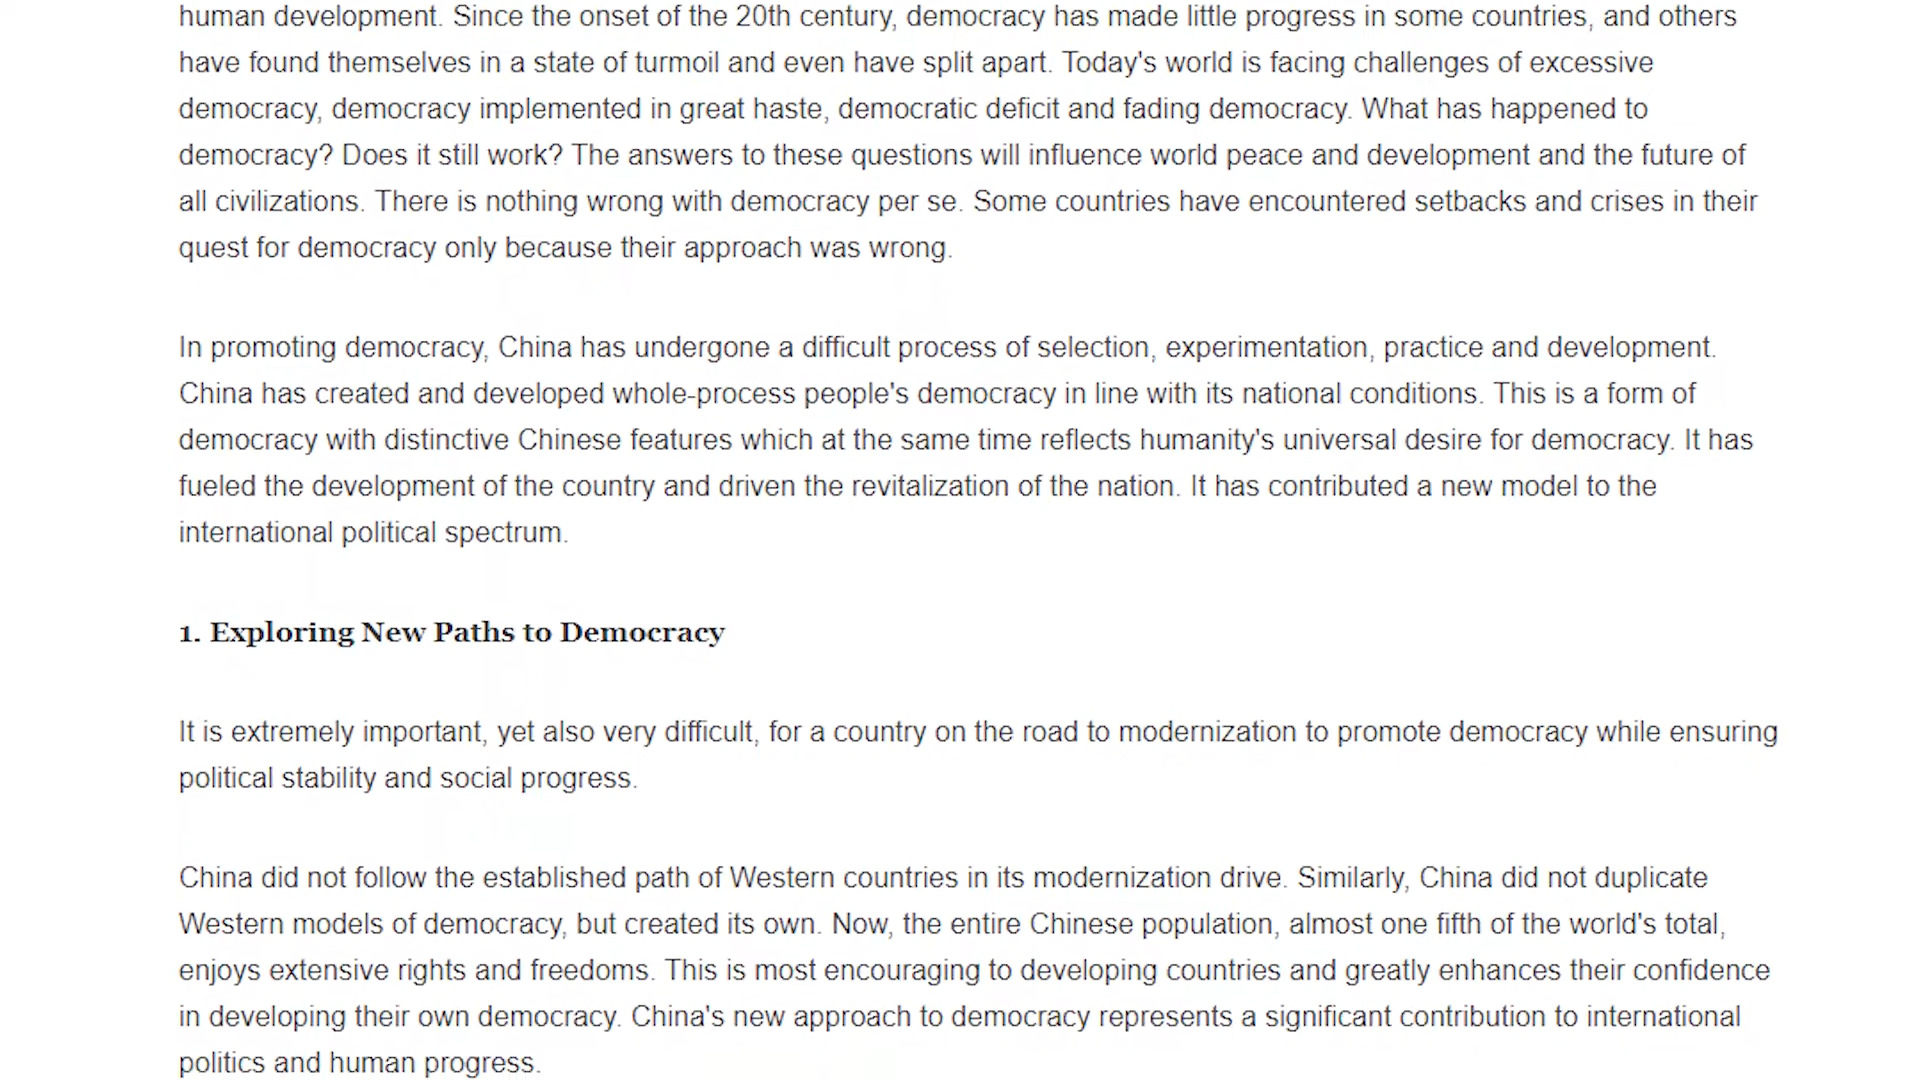 human development. Since the onset of the 20th century, democracy has made little progress in some countries, and others
have found themselves in a state of turmoil and even have split apart. Today's world is facing challenges of excessive
democracy, democracy implemented in great haste, democratic deficit and fading democracy. What has happened to
democracy? Does it still work? The answers to these questions will influence world peace and development and the future of
all civilizations. There is nothing wrong with democracy per se. Some countries have encountered setbacks and crises in their
quest for democracy only because their approach was wrong.
In promoting democracy, China has undergone a difficult process of selection, experimentation, practice and development.
China has created and developed whole-process people's democracy in line with its national conditions. This is a form of
democracy with distinctive Chinese features which at the same time reflects humanity's universal desire for democracy. It has
fueled the development of the country and driven the revitalization of the nation. It has contributed a new model to the
international political spectrum.
1. Exploring New Paths to Democracy
It is extremely important, yet also very difficult, for a country on the road to modernization to promote democracy while ensuring
political stability and social progress.
China did not follow the established path of Western countries in its modernization drive. Similarly, China did not duplicate
Western models of democracy, but created its own. Now, the entire Chinese population, almost one fifth of the world's total,
enjoys extensive rights and freedoms. This is most encouraging to developing countries and greatly enhances their confidence
in developing their own democracy. China's new approach to democracy represents a significant contribution to international
politics and human progress.